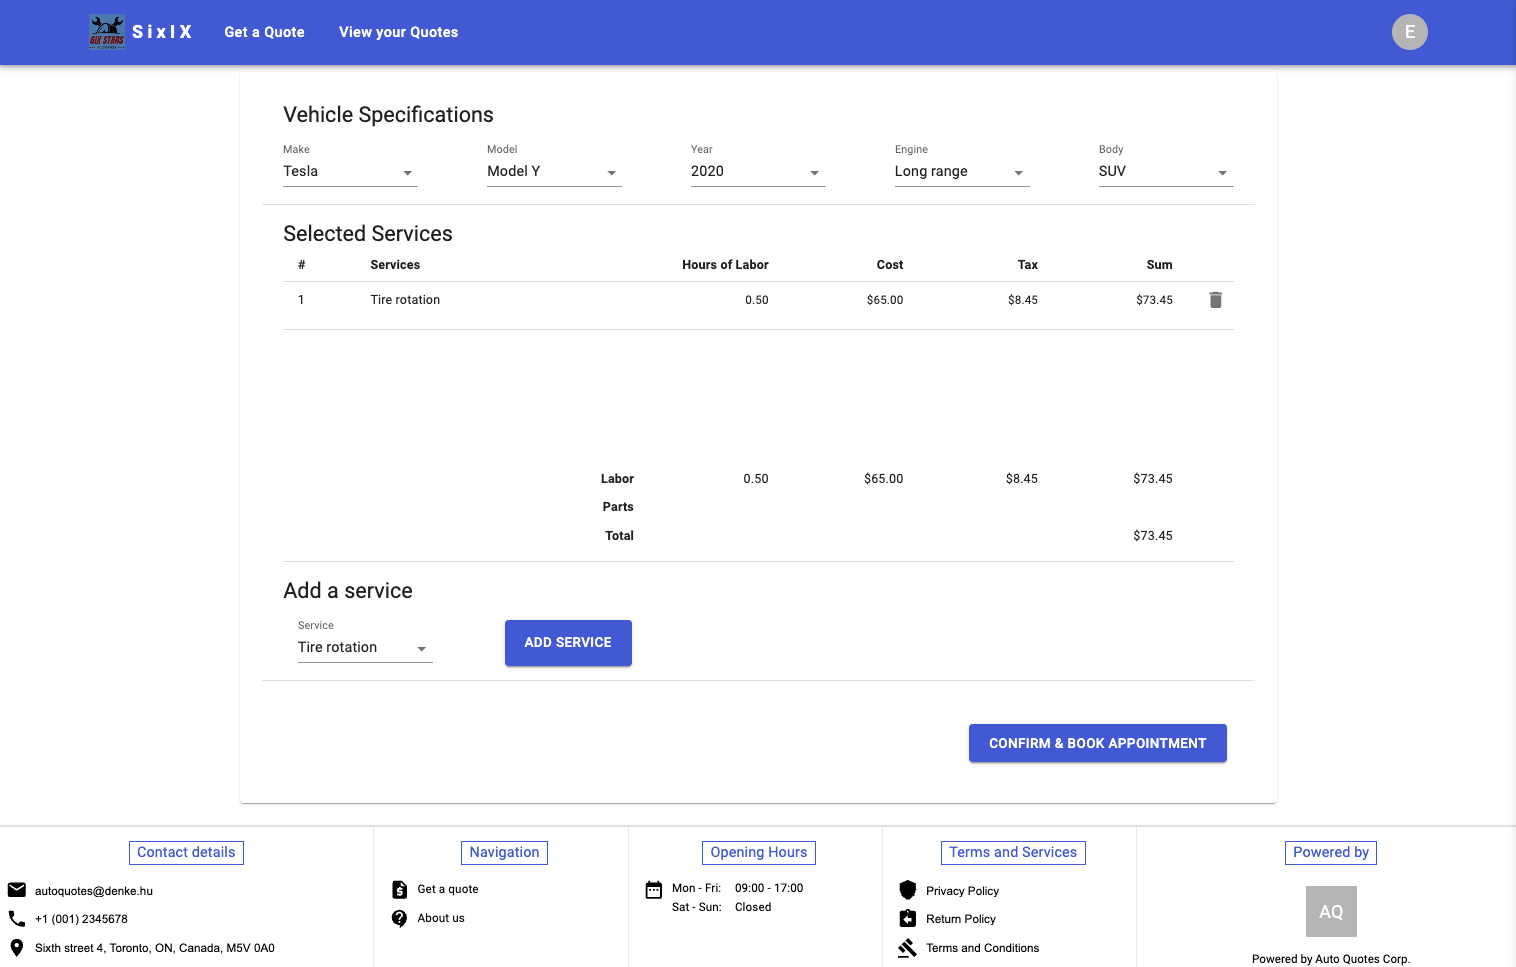 SixIX Get a Quote View your Quotes E
Vehicle Specifications
Make Model Year Engine Body
Tesla Model Y 2020 Long range SUV
Selected Services
# Services Hours of Labor Cost Tax Sum
1 Tire rotation 0.50 $65.00 $8.45 $73.45
Labor 0.50 $65.00 $8.45 $73.45
Parts
Total $73.45
Add a service
Service
Tire rotation
ADD SERVICE
CONFIRM & BOOK APPOINTMENT
Contact details
autoquotes@denke.hu
+1 (001) 2345678
Sixth street 4, Toronto, ON, Canada, M5V 0A0
Navigation
Get a quote
About us
Opening Hours
Mon - Fri: 09:00 - 17:00
Sat - Sun: Closed
Terms and Services
Privacy Policy
Return Policy
Terms and Conditions
Powered by
AQ
Powered by Auto Quotes Corp.